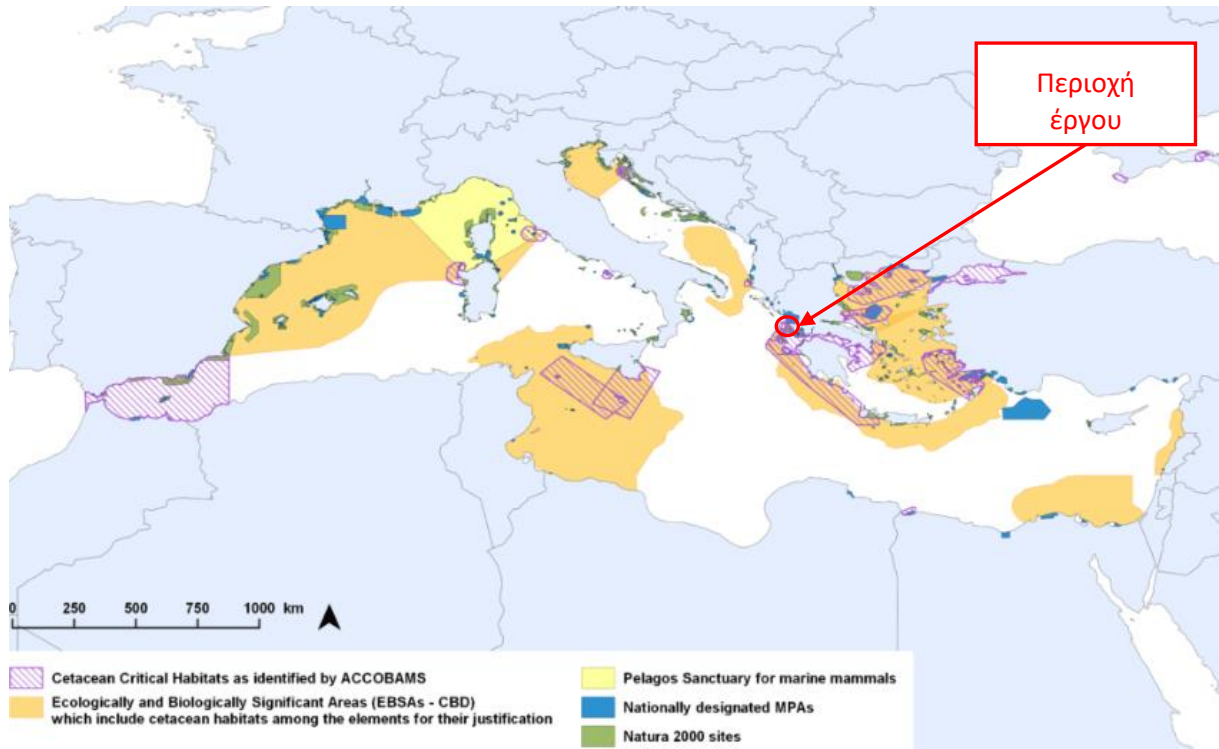 Περιοχή
έργου
0 250 500 750 1000 km
Cetacean Critical Habitats as identified by ACCOBAMS
Ecologically and Biologically Significant Areas (EBSAs - CBD)
which include cetacean habitats among the elements for their justification
Pelagos Sanctuary for marine mammals
Nationally designated MPAs
Natura 2000 sites